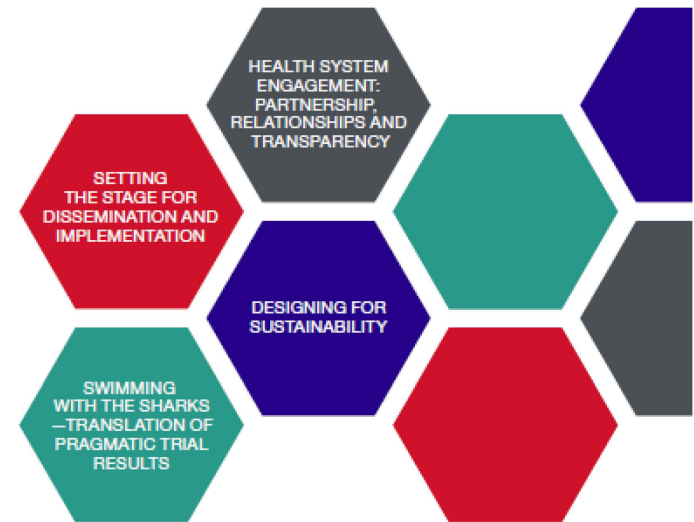 HEALTH SYSTEM
ENGAGEMENT:
PARTNERSHIP,
RELATIONSHIPS AND
TRANSPARENCY
SETTING
THE STAGE FOR
DISSEMINATION AND
IMPLEMENTATION
DESIGNING FOR
SUSTAINABILITY
SWIMMING
WITH THE SHARKS
—TRANSLATION OF
PRAGMATIC TRIAL
RESULTS